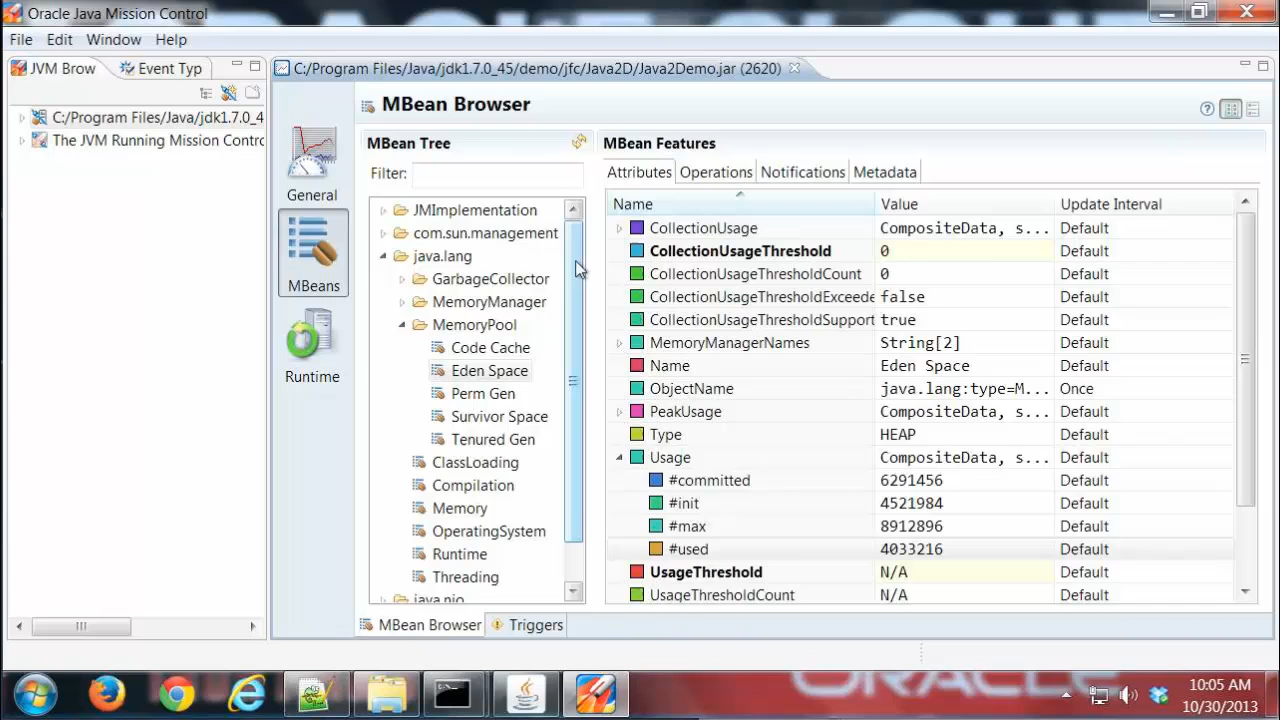 Oracle Java Mission Control
File Edit Window Help
JVM Brow
Event Typ
C:/Program Files/Java/jdk1.7.0_45/demo/jfc/Java2D/Java2Demo.jar (2620)
C:/Program Files/Java/jdk1.7.0_4
The JVM Running Mission Contro
General
MBeans
Runtime
MBean Browser
MBean Tree
Filter:
JMImplementation
com.sun.management
java.lang
GarbageCollector
MemoryManager
MemoryPool
Code Cache
Eden Space
Perm Gen
Survivor Space
Tenured Gen
ClassLoading
Compilation
Memory
OperatingSystem
Runtime
Threading
java.nio
MBean Features
Attributes Operations Notifications Metadata
Name Value Update Interval
CollectionUsage CompositeData, s... Default
CollectionUsageThreshold 0 Default
CollectionUsageThresholdCount 0 Default
CollectionUsageThresholdExceede false Default
CollectionUsageThresholdSupport true Default
MemoryManagerNames String[2] Default
Name Eden Space Default
ObjectName java.lang:type=M... Once
PeakUsage CompositeData, s... Default
Type HEAP Default
Usage CompositeData, s... Default
#committed 6291456 Default
#init 4521984 Default
#max 8912896 Default
#used 4033216 Default
UsageThreshold N/A Default
UsageThresholdCount N/A Default
MBean Browser Triggers
ORACLE
10:05 AM
10/30/2013